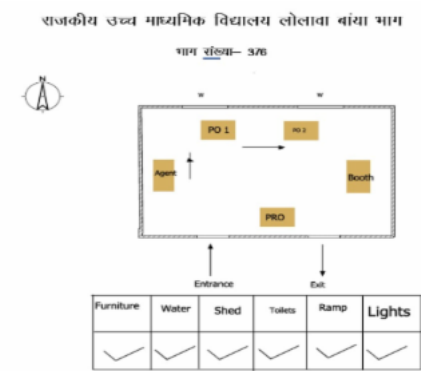 राजकीय उच्च माध्यमिक विद्यालय लोलावा बांया भाग
भाग संख्या– 376
N
W W
PO 1 PO 2
Agent Booth
PRO
Entrance Exit
Furniture Water Shed Toilets Ramp Lights